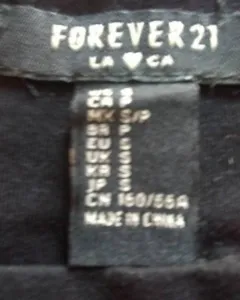 FOREVER 21
LA ♥ CA
CA P
MX S/P
BR P
EU S
UK S
KR S
JP S
CN 160/66A
MADE IN CHINA